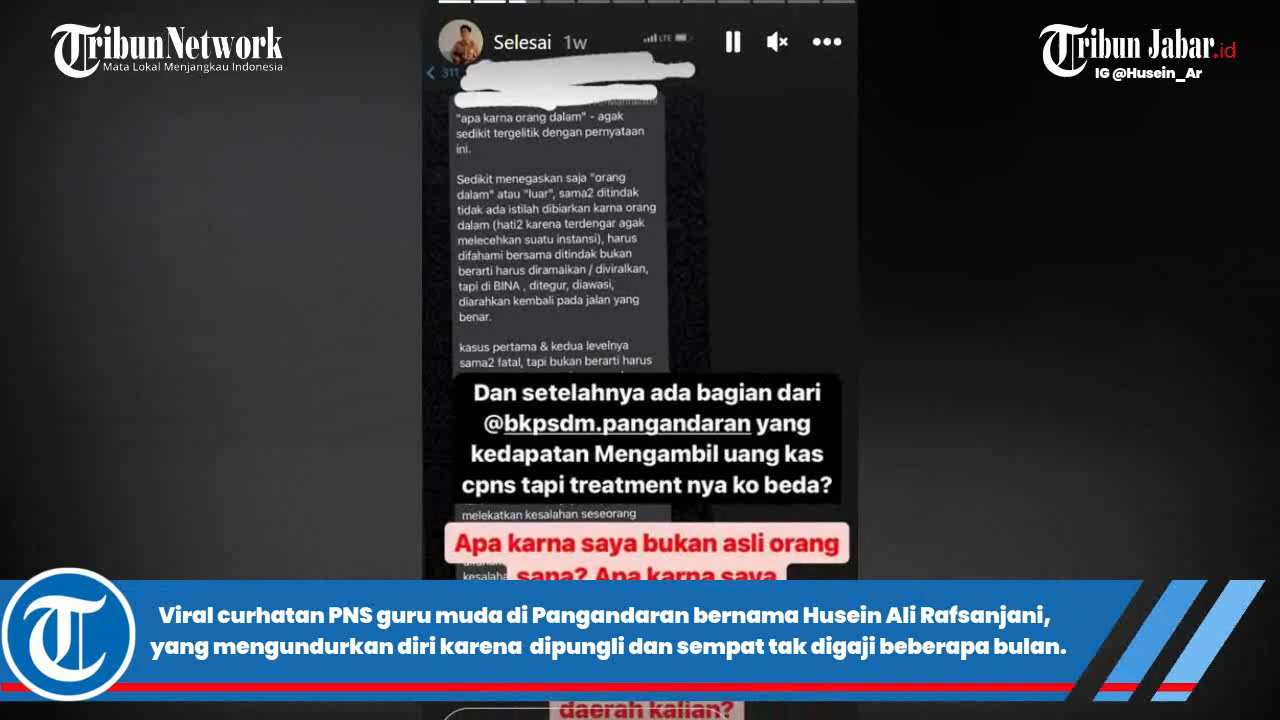 TribunNetwork
Mata Lokal Menjangkau Indonesia
Tribun Jabar.id
IG @Husein_Ar
Selesai 1w
LTE
311
"apa karna orang dalam" - agak
sedikit tergelitik dengan pernyataan
ini.
Sedikit menegaskan saja "orang
dalam" atau "luar", sama2 ditindak
tidak ada istilah dibiarkan karna orang
dalam (hati2 karena terdengar agak
melecehkan suatu instansi), harus
difahami bersama ditindak bukan
berarti harus diramaikan / diviralkan,
tapi di BINA , ditegur, diawasi,
diarahkan kembali pada jalan yang
benar.
kasus pertama & kedua levelnya
sama2 fatal, tapi bukan berarti harus
Dan setelahnya ada bagian dari
@bkpsdm.pangandaran yang
kedapatan Mengambil uang kas
cpns tapi treatment nya ko beda?
melekatkan kesalahan seseorang
Apa karna saya bukan asli orang
sana? Apa karna saya
Viral curhatan PNS guru muda di Pangandaran bernama Husein Ali Rafsanjani,
yang mengundurkan diri karena dipungli dan sempat tak digaji beberapa bulan.
daerah kalian?